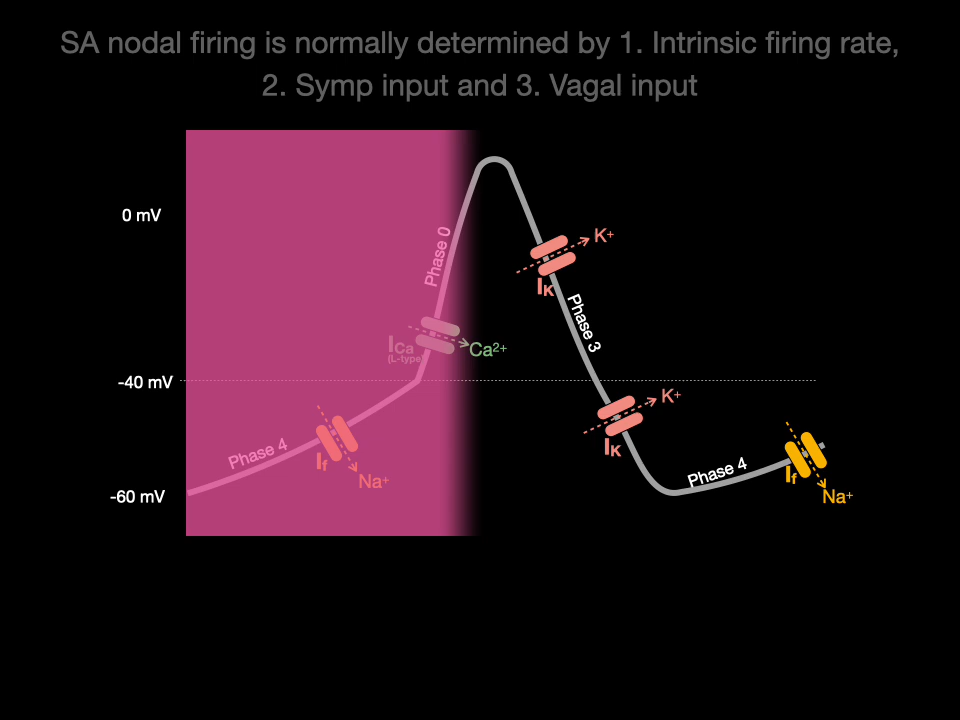 SA nodal firing is normally determined by 1. Intrinsic firing rate,
2. Symp input and 3. Vagal input
0 mV
Phase 0
K+
IK
Phase 3
ICa
(L-type)
Ca2+
-40 mV
K+
IK
Phase 4
If
Na+
Phase 4
If
-60 mV
Na+